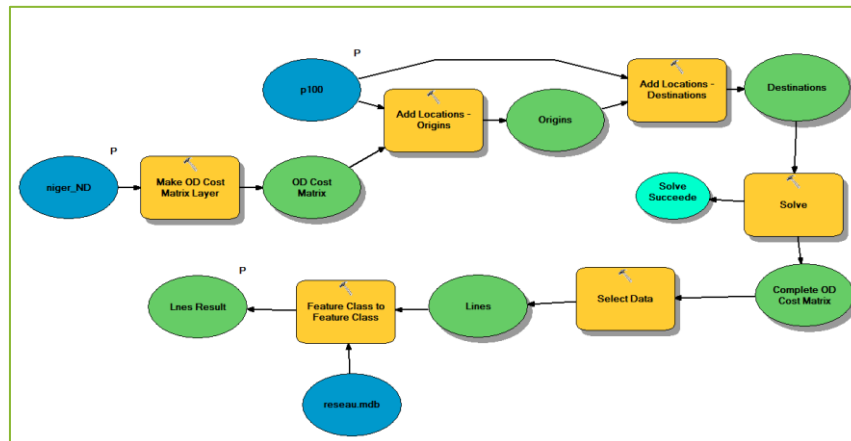 P
p100
Add Locations -
Origins
Origins
Add Locations -
Destinations
Destinations
P
niger_ND
Make OD Cost
Matrix Layer
OD Cost
Matrix
Solve
Succeede
Solve
P
Lnes Result
Feature Class to
Feature Class
Lines
Select Data
Complete OD
Cost Matrix
reseau.mdb